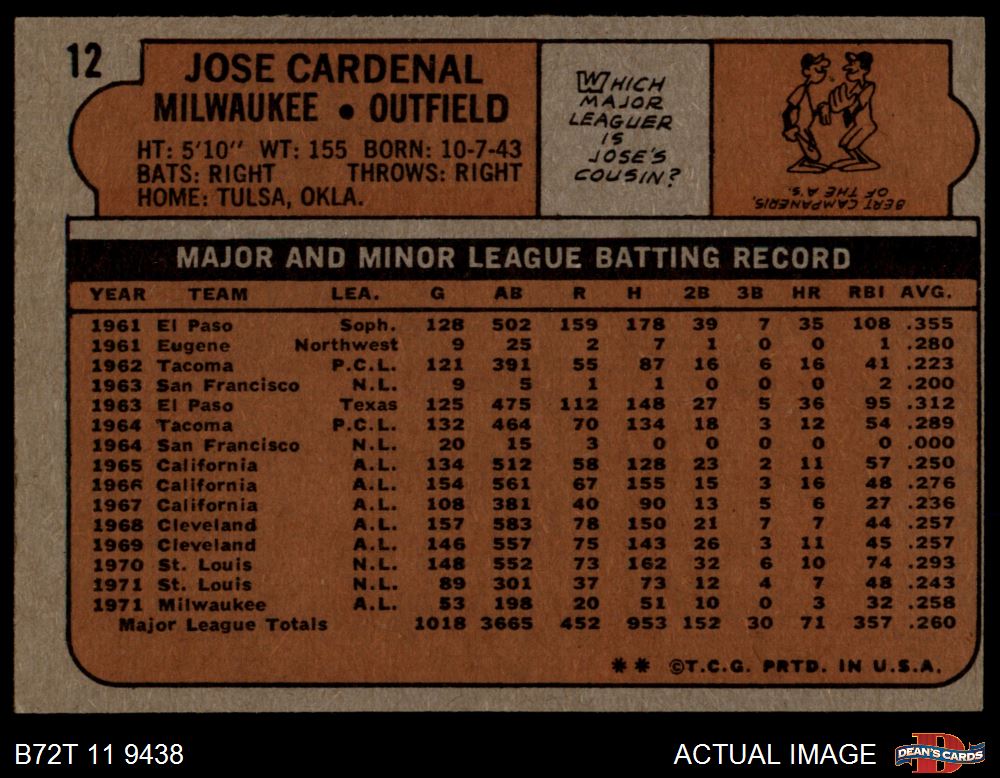 12
JOSE CARDENAL
MILWAUKEE • OUTFIELD
HT: 5'10" WT: 155 BORN: 10-7-43
BATS: RIGHT THROWS: RIGHT
HOME: TULSA, OKLA.
WHICH
MAJOR
LEAGUER
IS
JOSE'S
COUSIN?
BERT CAMPANERIS,
OF THE A'S.
MAJOR AND MINOR LEAGUE BATTING RECORD
YEAR TEAM LEA. G AB R H 2B 3B HR RBI AVG.
1961 El Paso Soph. 128 502 159 178 39 7 35 108 .355
1961 Eugene Northwest 9 25 2 7 1 0 0 1 .280
1962 Tacoma P.C.L. 121 391 55 87 16 6 16 41 .223
1963 San Francisco N.L. 9 5 1 1 0 0 0 2 .200
1963 El Paso Texas 125 475 112 148 27 5 36 95 .312
1964 Tacoma P.C.L. 132 464 70 134 18 3 12 54 .289
1964 San Francisco N.L. 20 15 3 0 0 0 0 0 .000
1965 California A.L. 134 512 58 128 23 2 11 57 .250
1966 California A.L. 154 561 67 155 15 3 16 48 .276
1967 California A.L. 108 381 40 90 13 5 6 27 .236
1968 Cleveland A.L. 157 583 78 150 21 7 7 44 .257
1969 Cleveland A.L. 146 557 75 143 26 3 11 45 .257
1970 St. Louis N.L. 148 552 73 162 32 6 10 74 .293
1971 St. Louis N.L. 89 301 37 73 12 4 7 48 .243
1971 Milwaukee A.L. 53 198 20 51 10 0 3 32 .258
Major League Totals 1018 3665 452 953 152 30 71 357 .260
** ©T.C.G. PRTD. IN U.S.A.
B72T 11 9438
ACTUAL IMAGE
DEAN'S CARDS